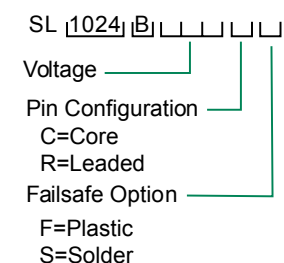 SL 1024 B
Voltage
Pin Configuration
C=Core
R=Leaded
Failsafe Option
F=Plastic
S=Solder